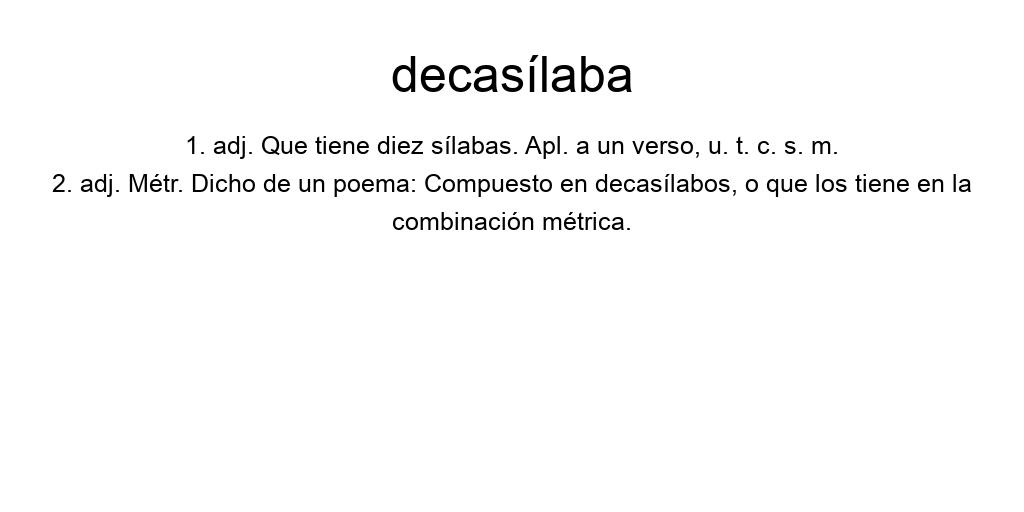 decasílaba
1. adj. Que tiene diez sílabas. Apl. a un verso, u. t. c. s. m.
2. adj. Métr. Dicho de un poema: Compuesto en decasílabos, o que los tiene en la
combinación métrica.